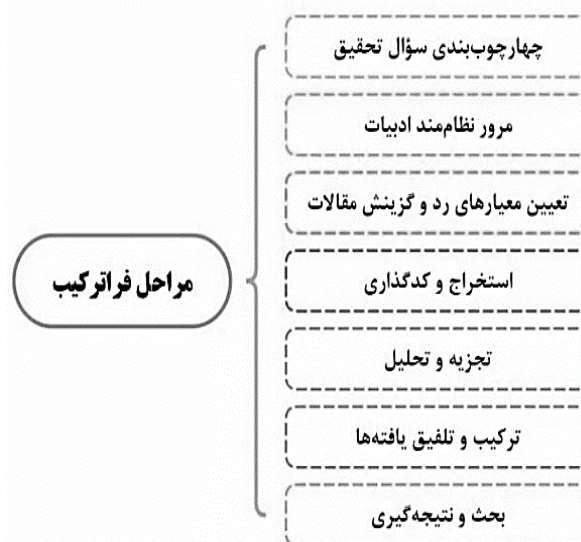 مراحل فراترکیب
چهارچوب‌بندی سؤال تحقیق
مرور نظام‌مند ادبیات
تعیین معیارهای رد و گزینش مقالات
استخراج و کدگذاری
تجزیه و تحلیل
ترکیب و تلفیق یافته‌ها
بحث و نتیجه‌گیری